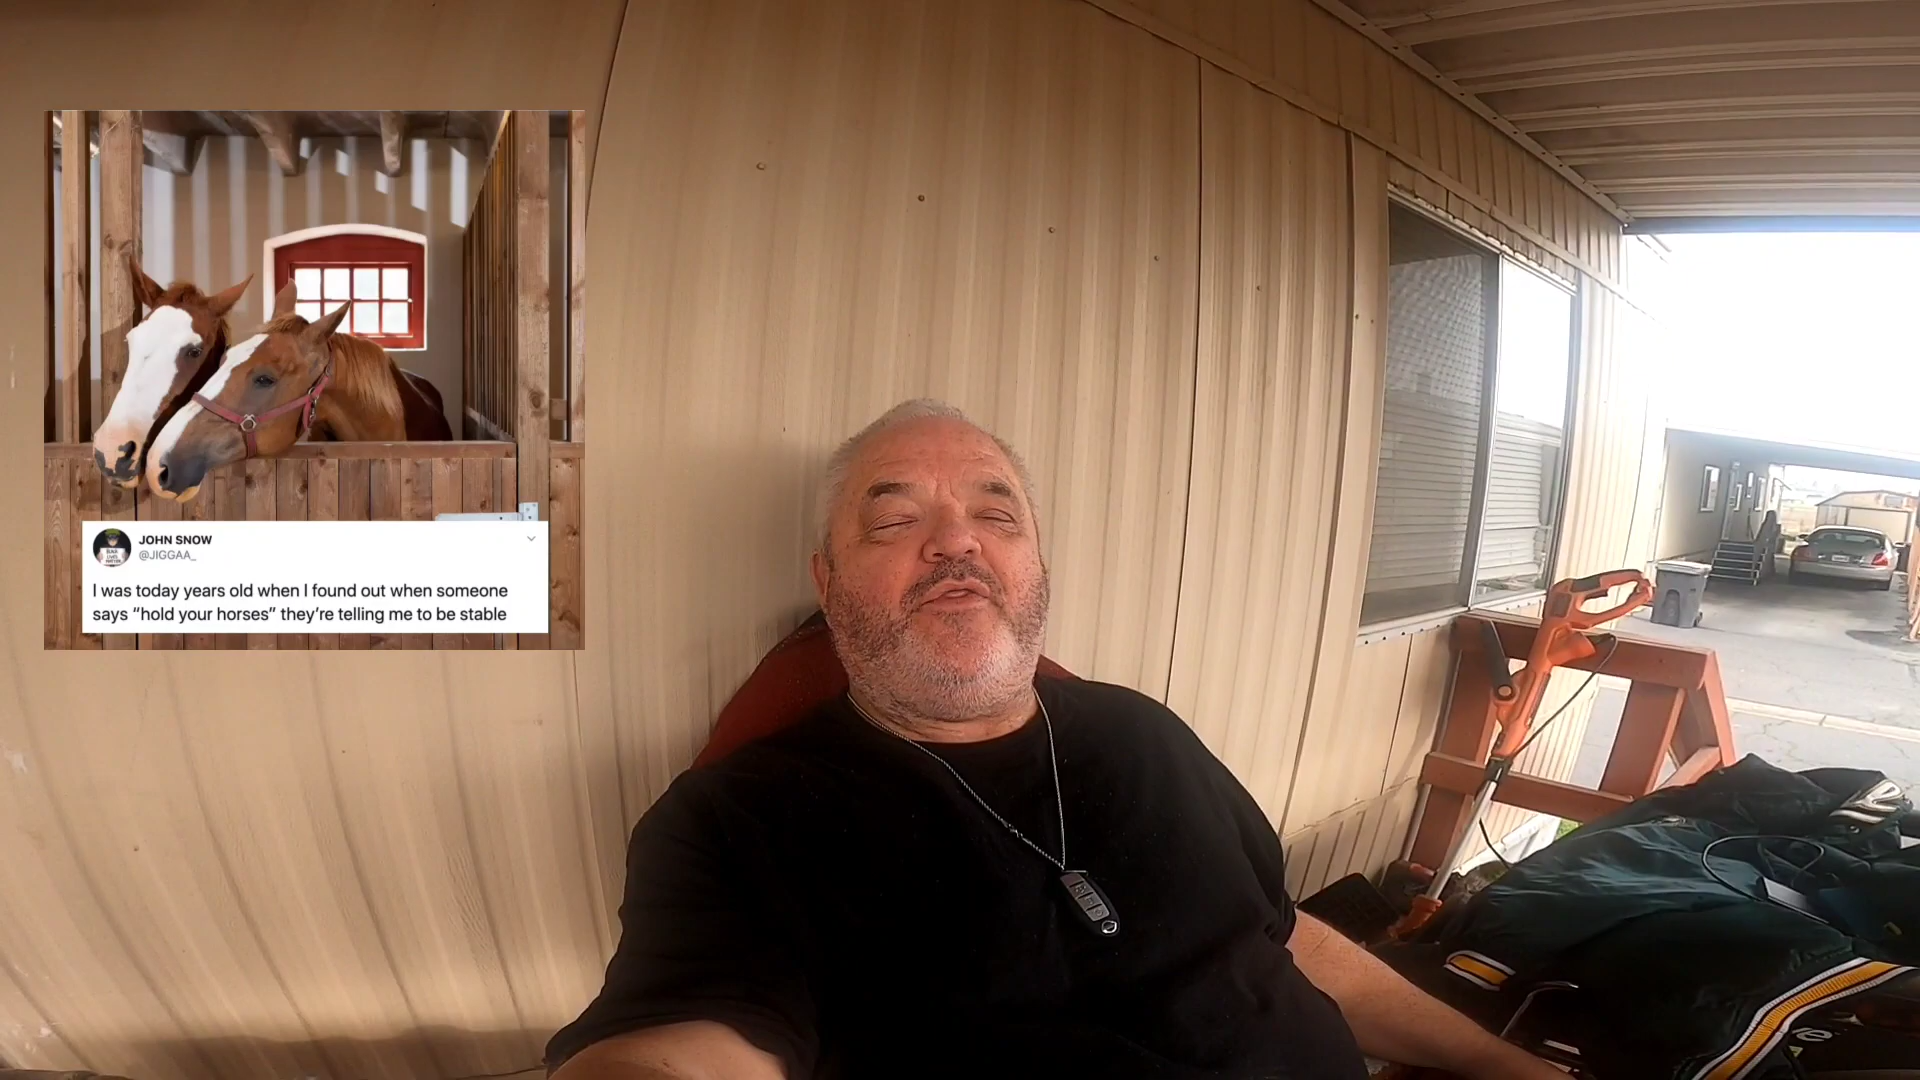 JOHN SNOW
@JIGGAA_
I was today years old when I found out when someone
says “hold your horses” they’re telling me to be stable